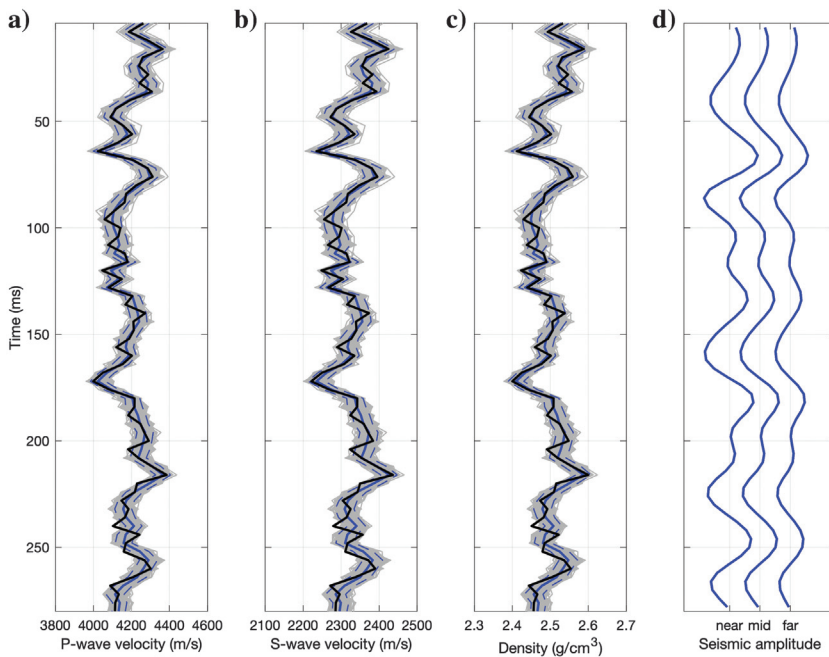 a) b) c) d)
Time (ms)
50
100
150
200
250
3800 4000 4200 4400 4600
P-wave velocity (m/s)
2100 2200 2300 2400 2500
S-wave velocity (m/s)
2.3 2.4 2.5 2.6 2.7
Density (g/cm³)
near mid far
Seismic amplitude